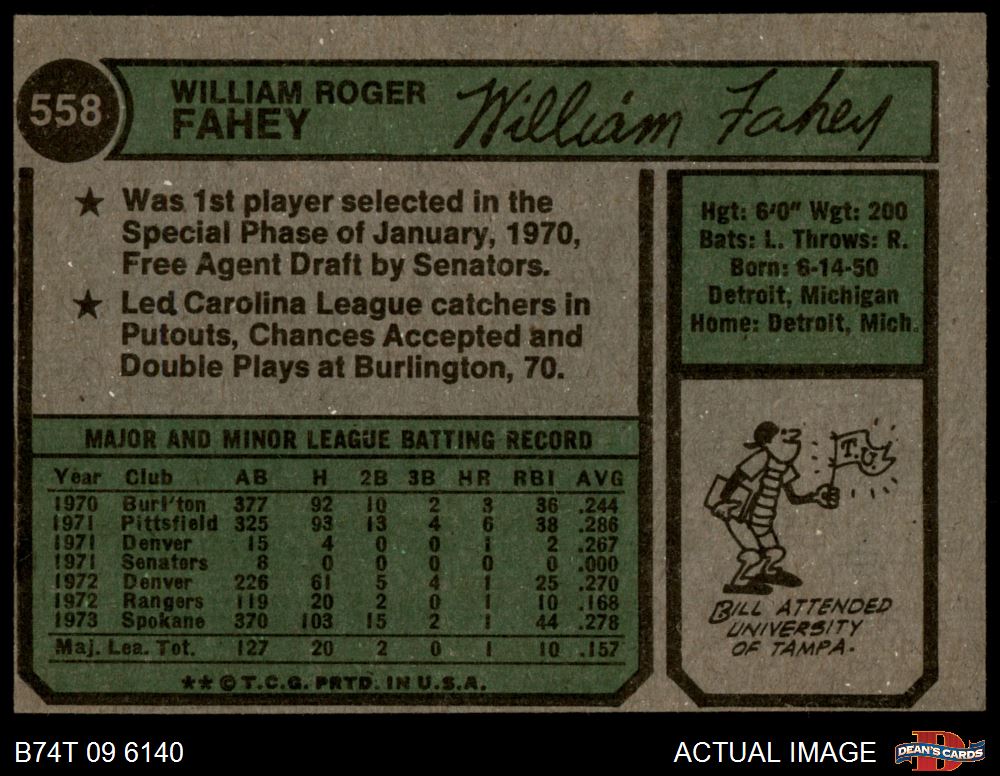 558
WILLIAM ROGER
FAHEY
William Fahey
★ Was 1st player selected in the
Special Phase of January, 1970,
Free Agent Draft by Senators.
★ Led Carolina League catchers in
Putouts, Chances Accepted and
Double Plays at Burlington, 70.
Hgt: 6'0" Wgt: 200
Bats: L. Throws: R.
Born: 6-14-50
Detroit, Michigan
Home: Detroit, Mich.
MAJOR AND MINOR LEAGUE BATTING RECORD
Year Club AB H 2B 3B HR RBI AVG
1970 Burl'ton 377 92 10 2 3 36 .244
1971 Pittsfield 325 93 13 4 6 38 .286
1971 Denver 15 4 0 0 1 2 .267
1971 Senators 8 0 0 0 0 0 .000
1972 Denver 226 61 5 4 1 25 .270
1972 Rangers 119 20 2 0 1 10 .168
1973 Spokane 370 103 15 2 1 44 .278
Maj. Lea. Tot. 127 20 2 0 1 10 .157
★★ © T.C.G. PRTD. IN U.S.A.
T.U.
BILL ATTENDED
UNIVERSITY
OF TAMPA.
B74T 09 6140
ACTUAL IMAGE
D
DEAN'S CARDS